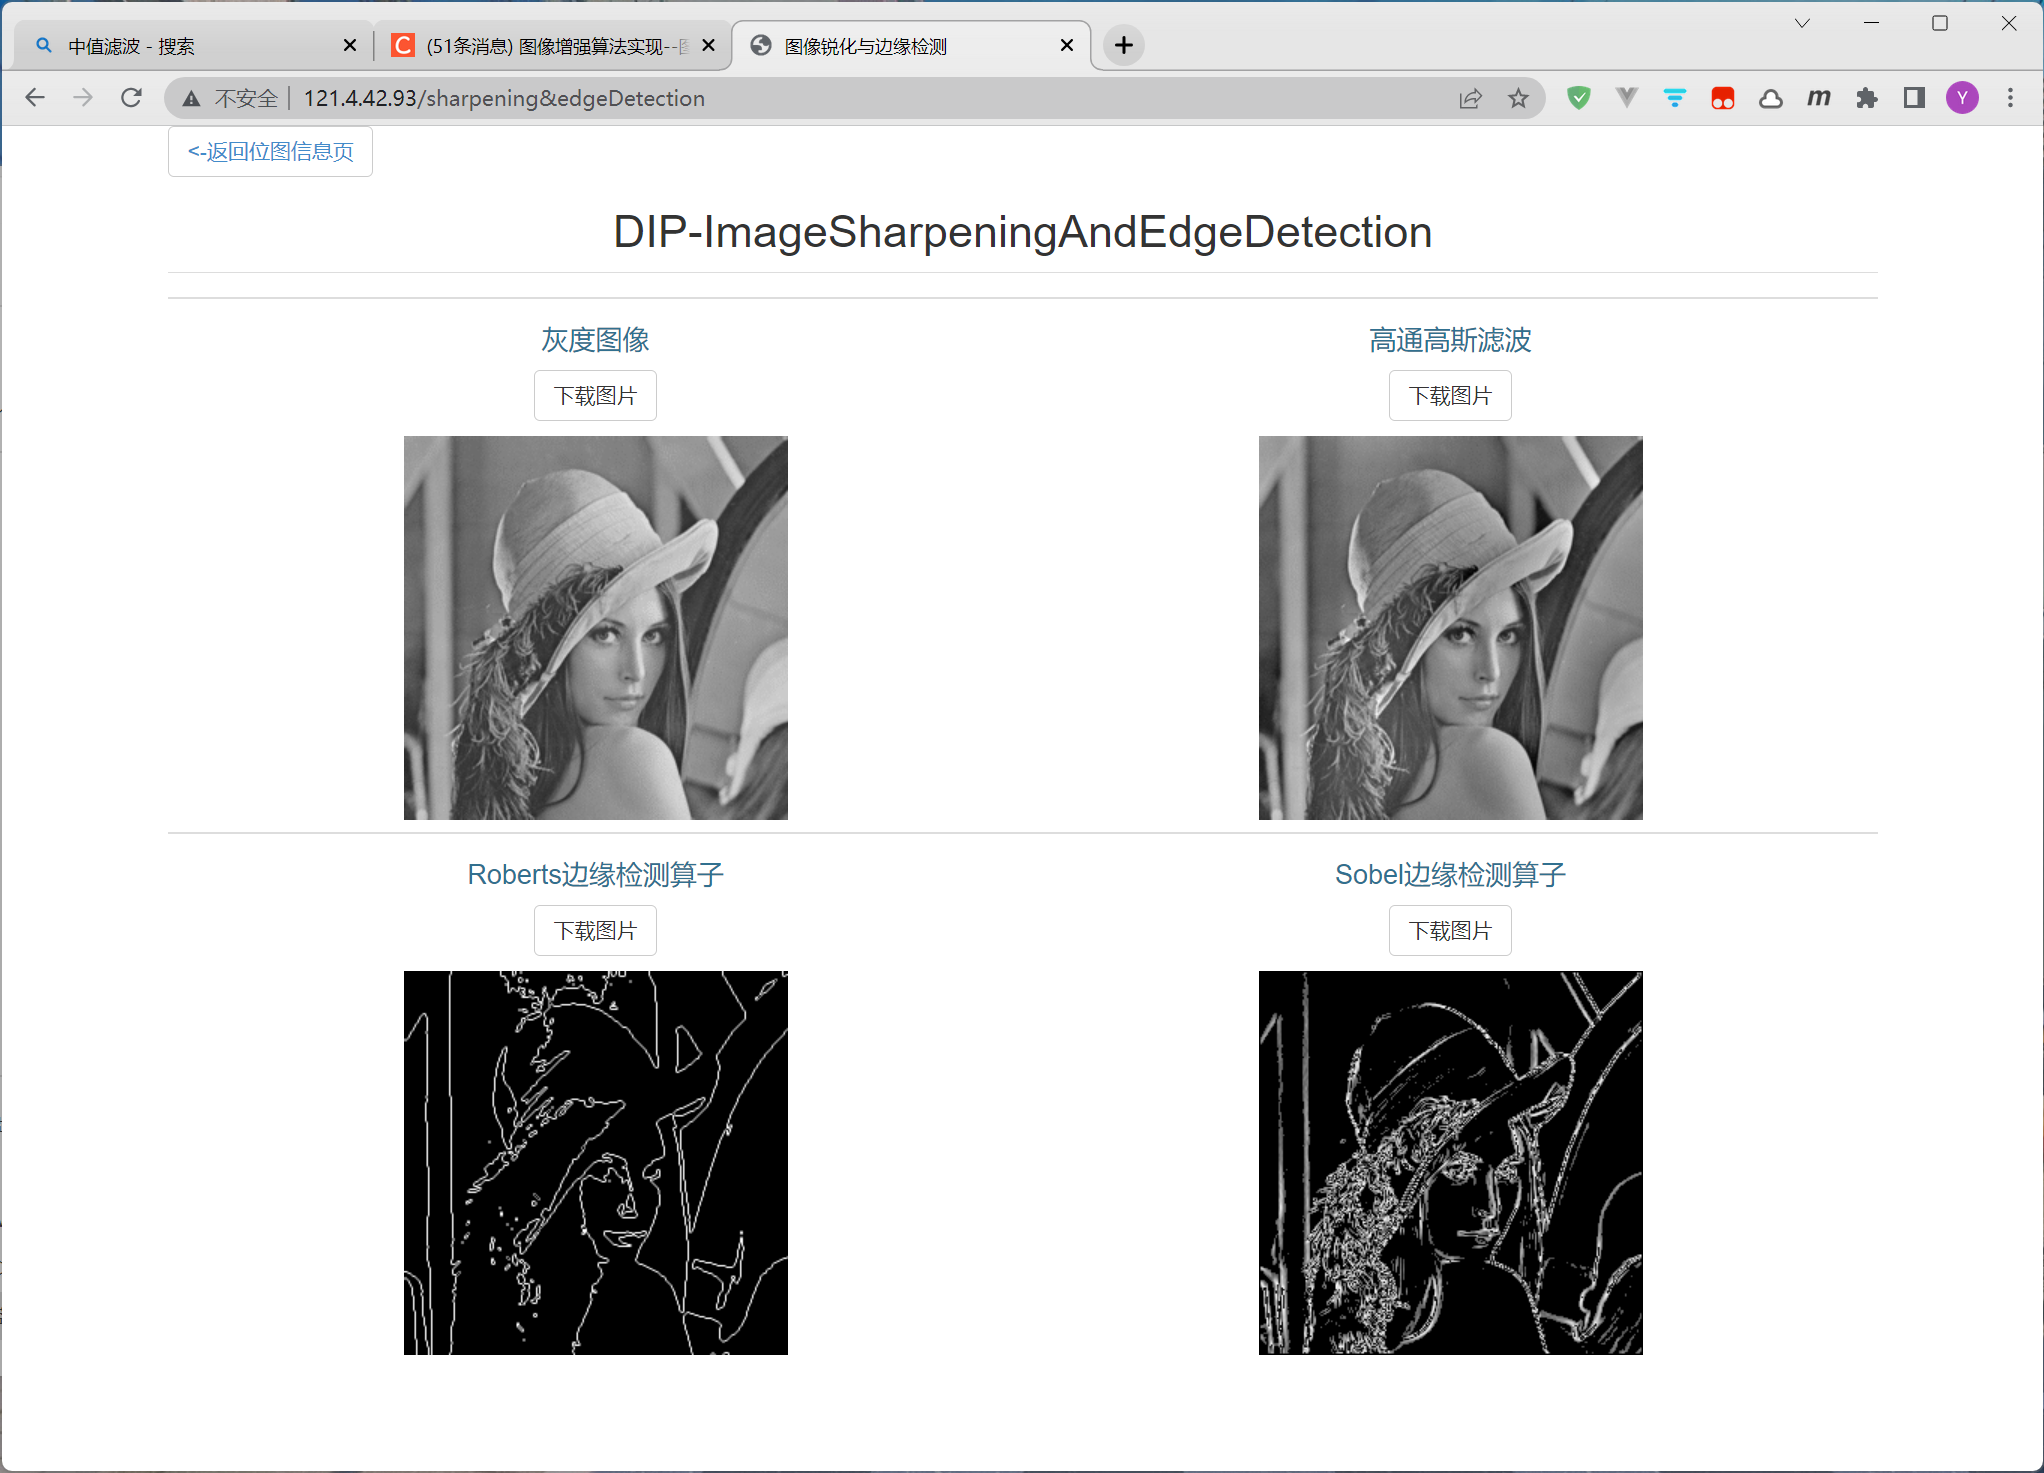 中值滤波 - 搜索
(51条消息) 图像增强算法实现--
图像锐化与边缘检测
不安全
121.4.42.93/sharpening&edgeDetection
m
Y
<-返回位图信息页
DIP-ImageSharpeningAndEdgeDetection
灰度图像
高通高斯滤波
下载图片
下载图片
Roberts边缘检测算子
Sobel边缘检测算子
下载图片
下载图片